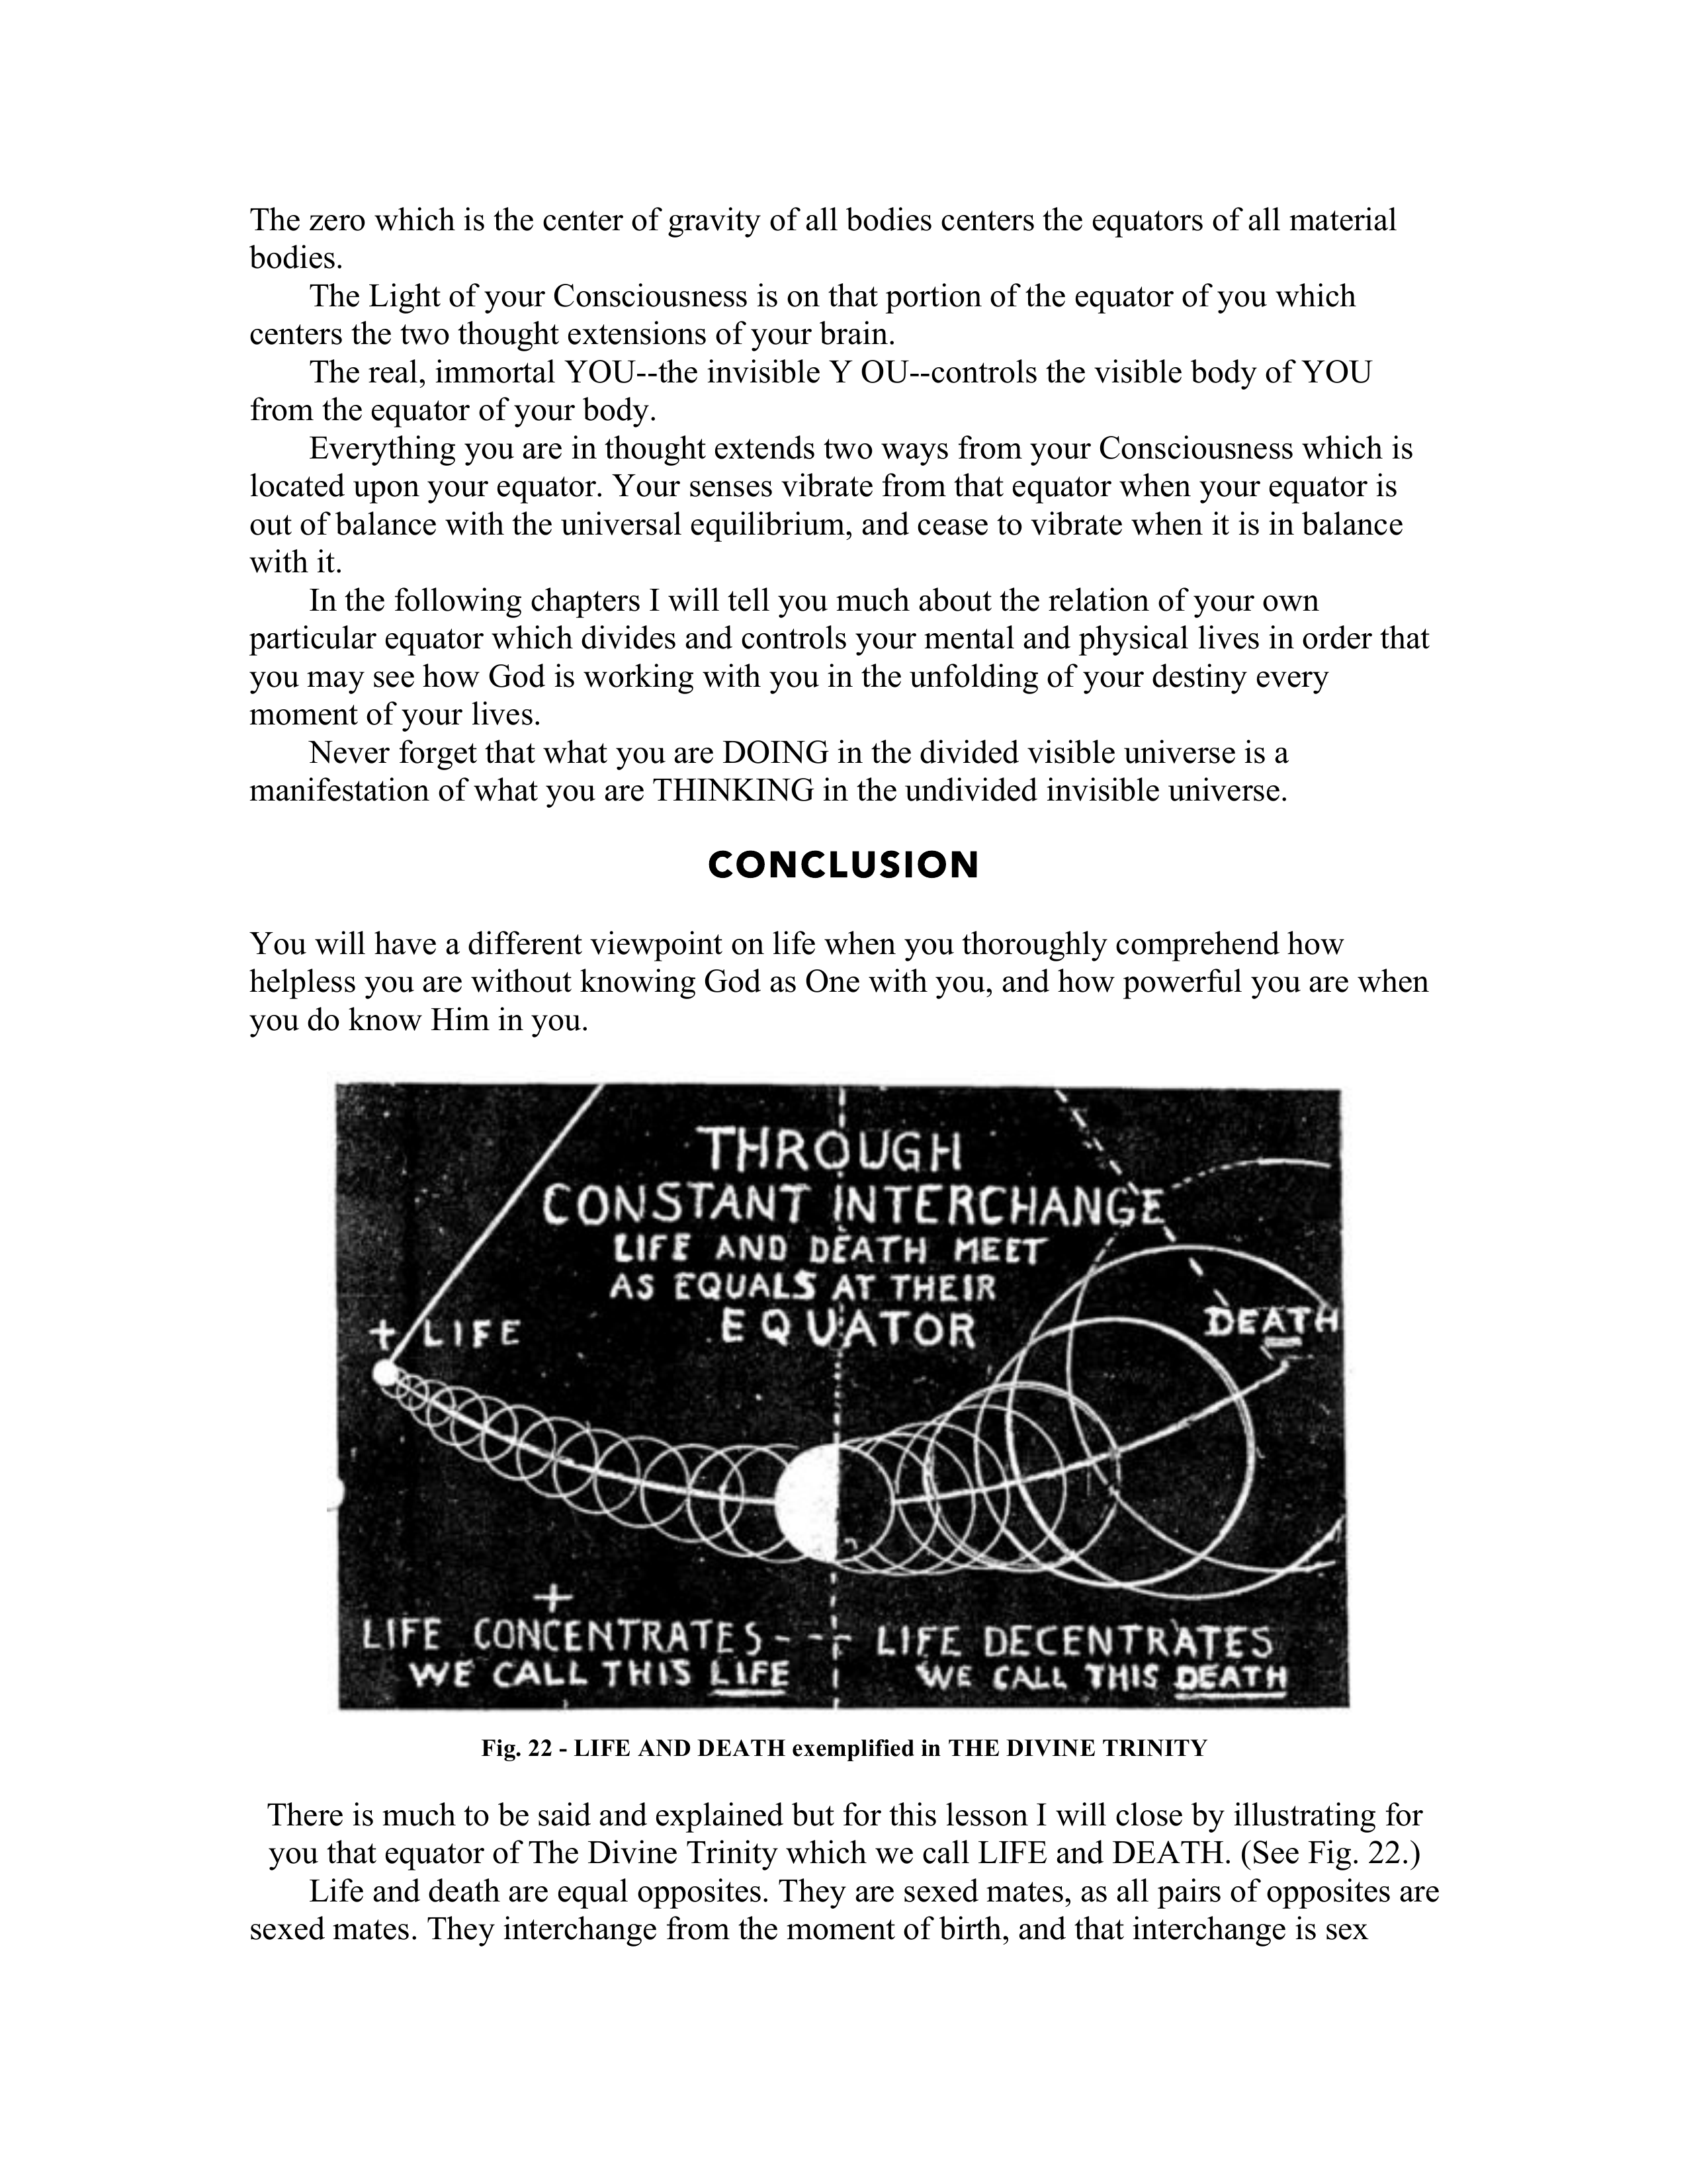 The zero which is the center of gravity of all bodies centers the equators of all material
bodies.
The Light of your Consciousness is on that portion of the equator of you which
centers the two thought extensions of your brain.
The real, immortal YOU--the invisible Y OU--controls the visible body of YOU
from the equator of your body.
Everything you are in thought extends two ways from your Consciousness which is
located upon your equator. Your senses vibrate from that equator when your equator is
out of balance with the universal equilibrium, and cease to vibrate when it is in balance
with it.
In the following chapters I will tell you much about the relation of your own
particular equator which divides and controls your mental and physical lives in order that
you may see how God is working with you in the unfolding of your destiny every
moment of your lives.
Never forget that what you are DOING in the divided visible universe is a
manifestation of what you are THINKING in the undivided invisible universe.
CONCLUSION
You will have a different viewpoint on life when you thoroughly comprehend how
helpless you are without knowing God as One with you, and how powerful you are when
you do know Him in you.
THROUGH
CONSTANT INTERCHANGE
LIFE AND DEATH MEET
AS EQUALS AT THEIR
EQUATOR
+ LIFE
DEATH
+
LIFE CONCENTRATES - - -
WE CALL THIS LIFE
LIFE DECENTRATES
WE CALL THIS DEATH
Fig. 22 - LIFE AND DEATH exemplified in THE DIVINE TRINITY
There is much to be said and explained but for this lesson I will close by illustrating for
you that equator of The Divine Trinity which we call LIFE and DEATH. (See Fig. 22.)
Life and death are equal opposites. They are sexed mates, as all pairs of opposites are
sexed mates. They interchange from the moment of birth, and that interchange is sex